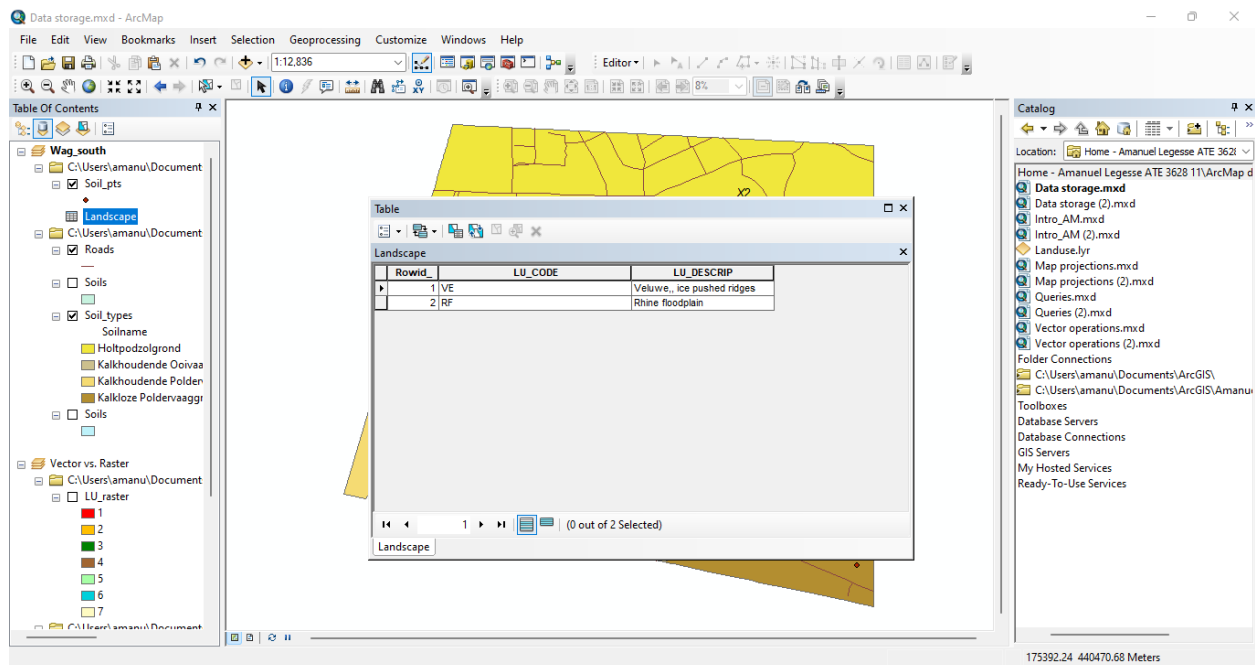 Data storage.mxd - ArcMap
File Edit View Bookmarks Insert Selection Geoprocessing Customize Windows Help
1:12,836
Editor
8%
Table Of Contents
Wag_south
C:\Users\amanu\Document
Soil_pts
Landscape
C:\Users\amanu\Document
Roads
Soils
Soil_types
Soilname
Holtpodzolgrond
Kalkhoudende Ooivaa
Kalkhoudende Polder
Kalkloze Poldervaaggr
Soils
Vector vs. Raster
C:\Users\amanu\Document
LU_raster
1
2
3
4
5
6
7
C:\Users\amanu\Document
X2
Table
Landscape
Rowid_ LU_CODE LU_DESCRIP
1 VE Veluwe,, ice pushed ridges
2 RF Rhine floodplain
1 (0 out of 2 Selected)
Landscape
Catalog
Location: Home - Amanuel Legesse ATE 362
Home - Amanuel Legesse ATE 3628 11\ArcMap d
Data storage.mxd
Data storage (2).mxd
Intro_AM.mxd
Intro_AM (2).mxd
Landuse.lyr
Map projections.mxd
Map projections (2).mxd
Queries.mxd
Queries (2).mxd
Vector operations.mxd
Vector operations (2).mxd
Folder Connections
C:\Users\amanu\Documents\ArcGIS\
C:\Users\amanu\Documents\ArcGIS\Amanu
Toolboxes
Database Servers
Database Connections
GIS Servers
My Hosted Services
Ready-To-Use Services
175392.24 440470.68 Meters